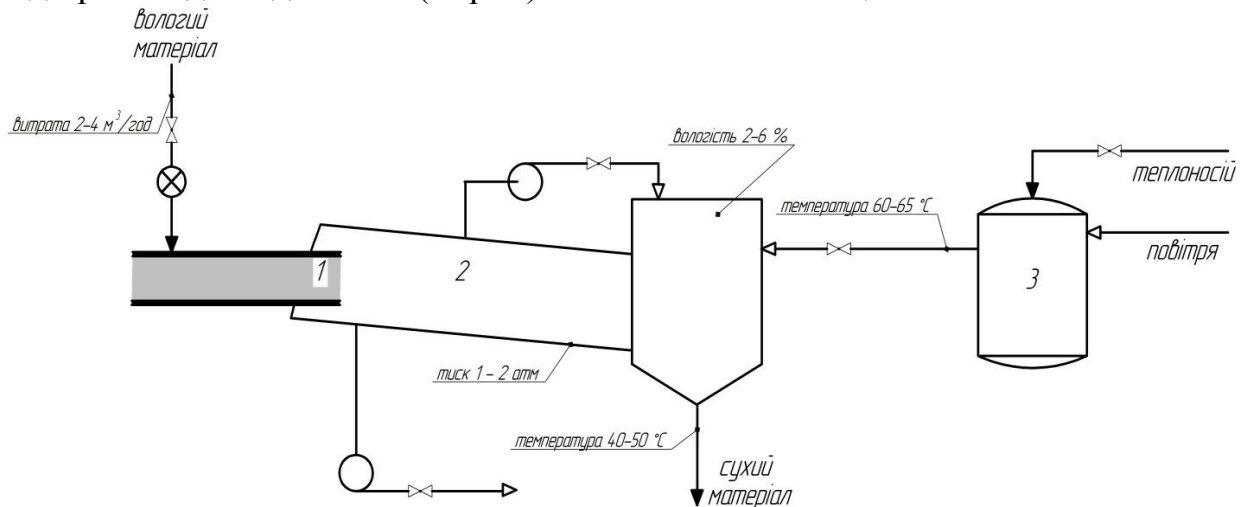 вологий
матеріал
витрата 2-4 м³/год
вологість 2-6 %
теплоносій
температура 60-65 °С
повітря
1
2
3
тиск 1 - 2 атм
температура 40-50 °С
сухий
матеріал